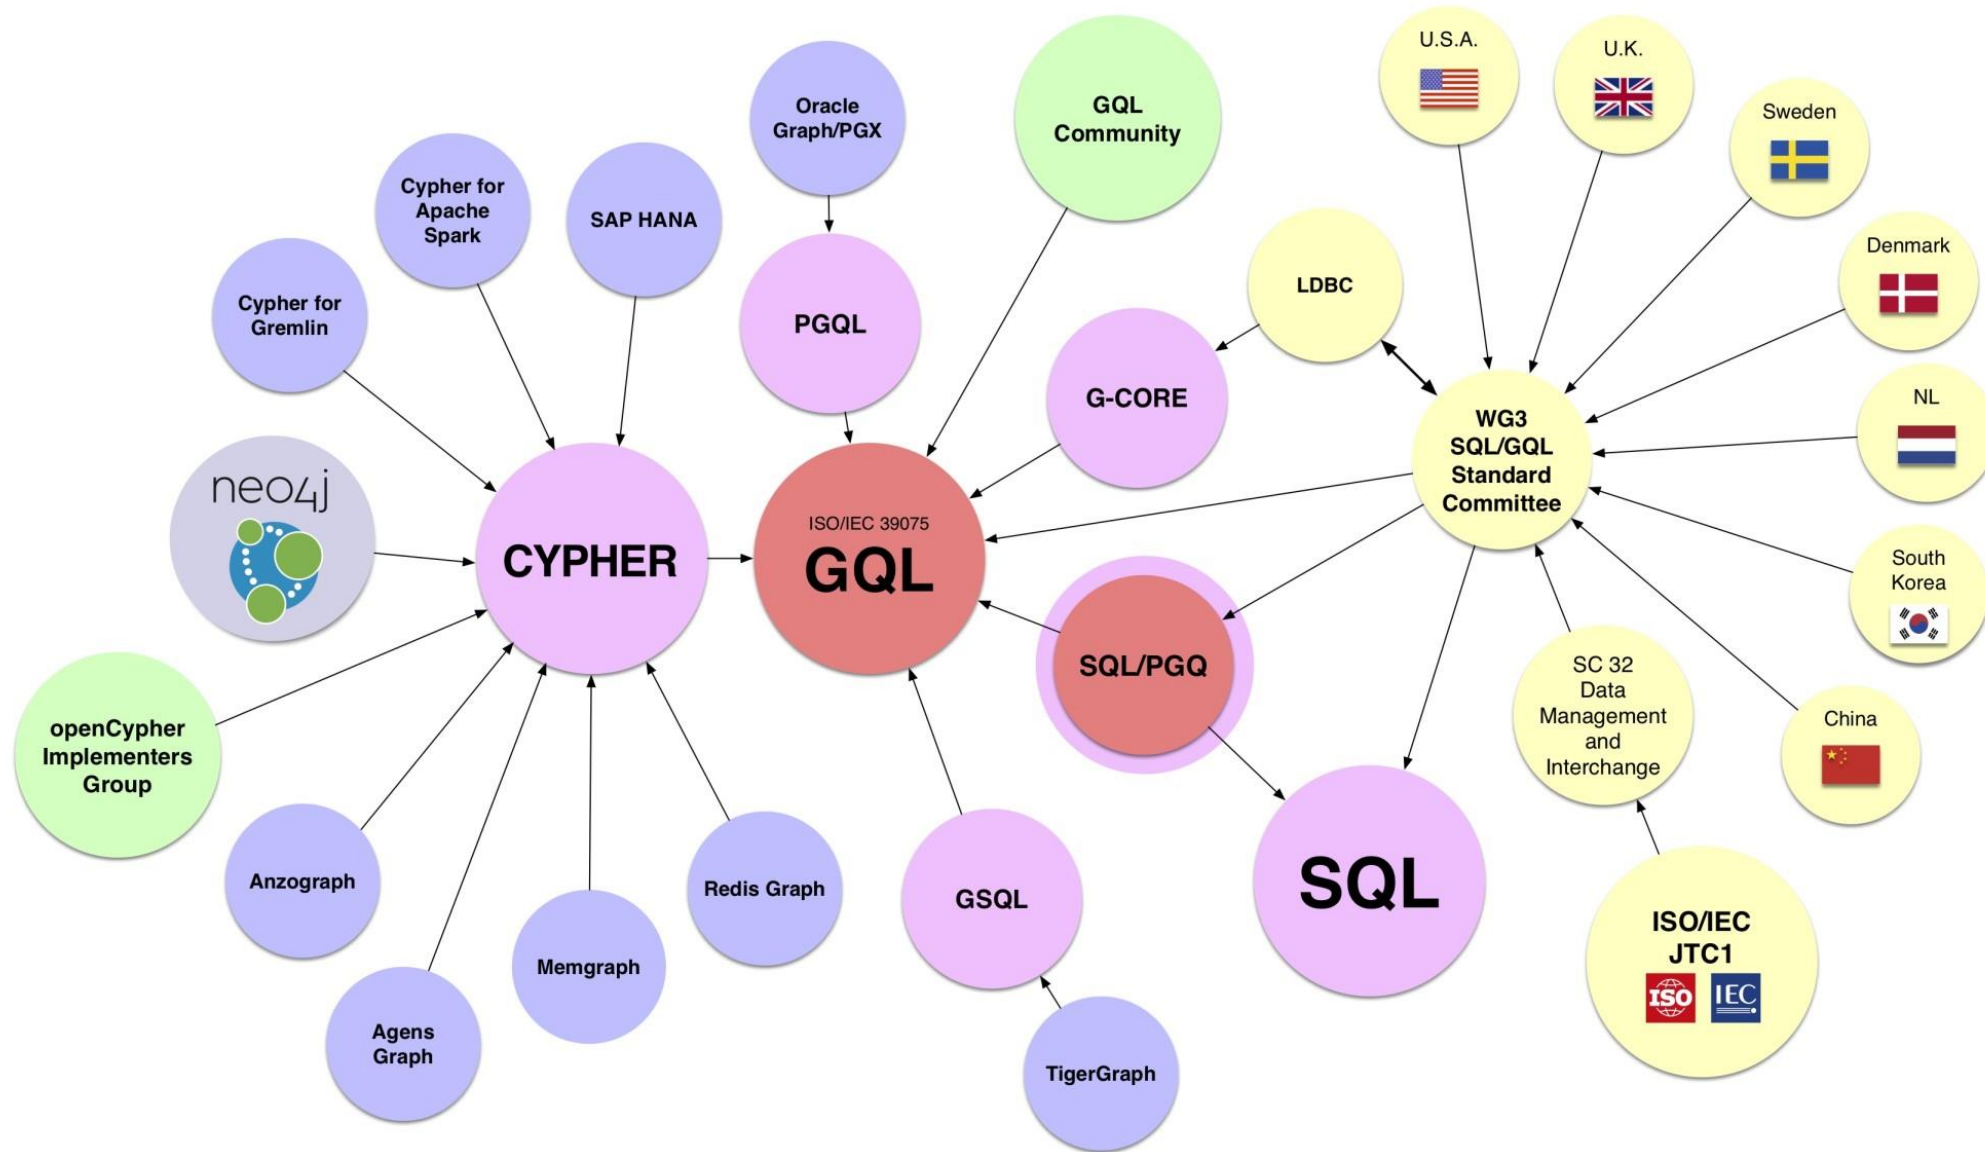 U.S.A.
U.K.
Sweden
Denmark
NL
South
Korea
China
Oracle
Graph/PGX
GQL
Community
Cypher for
Apache
Spark
SAP HANA
Cypher for
Gremlin
PGQL
LDBC
G-CORE
WG3
SQL/GQL
Standard
Committee
neo4j
CYPHER
ISO/IEC 39075
GQL
SQL/PGQ
SC 32
Data
Management
and
Interchange
openCypher
Implementers
Group
Anzograph
Redis Graph
GSQL
SQL
ISO/IEC
JTC1
ISO
IEC
Memgraph
Agens
Graph
TigerGraph